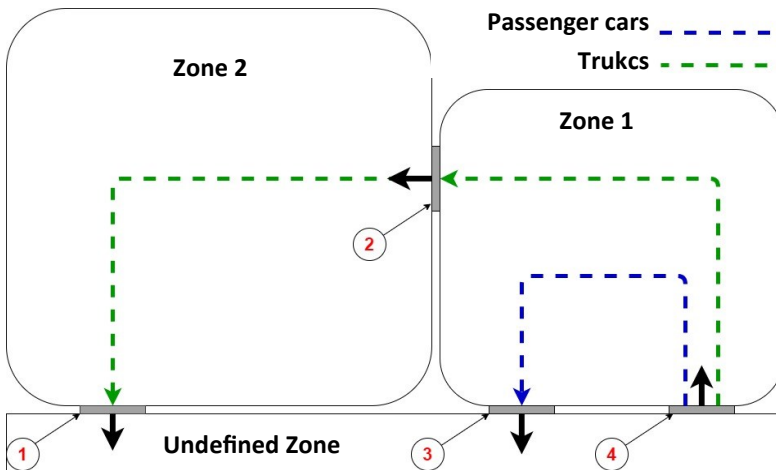 Passenger cars
Trukcs
Zone 2
Zone 1
2
1
Undefined Zone
3
4